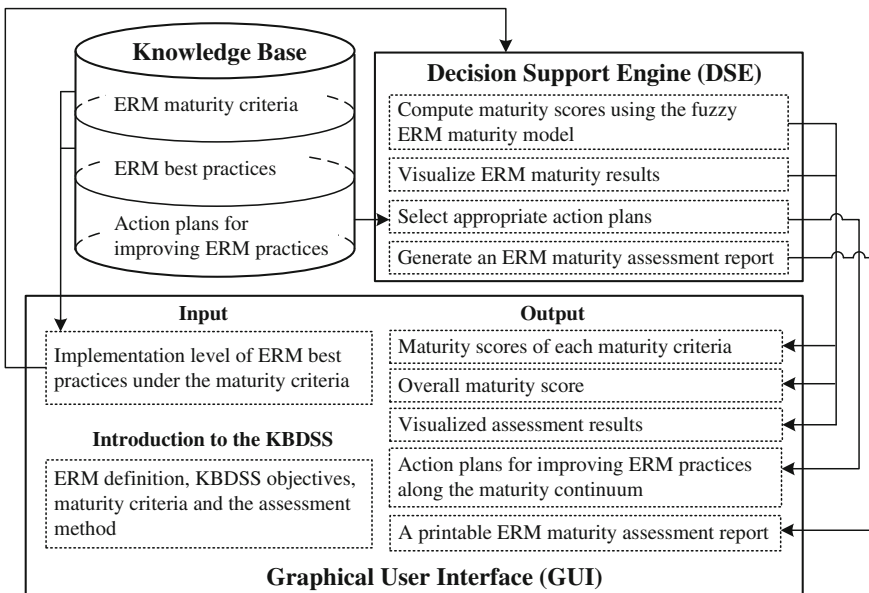 Knowledge Base
ERM maturity criteria
ERM best practices
Action plans for
improving ERM practices
Decision Support Engine (DSE)
Compute maturity scores using the fuzzy
ERM maturity model
Visualize ERM maturity results
Select appropriate action plans
Generate an ERM maturity assessment report
Input
Implementation level of ERM best
practices under the maturity criteria
Introduction to the KBDSS
ERM definition, KBDSS objectives,
maturity criteria and the assessment
method
Output
Maturity scores of each maturity criteria
Overall maturity score
Visualized assessment results
Action plans for improving ERM practices
along the maturity continuum
A printable ERM maturity assessment report
Graphical User Interface (GUI)